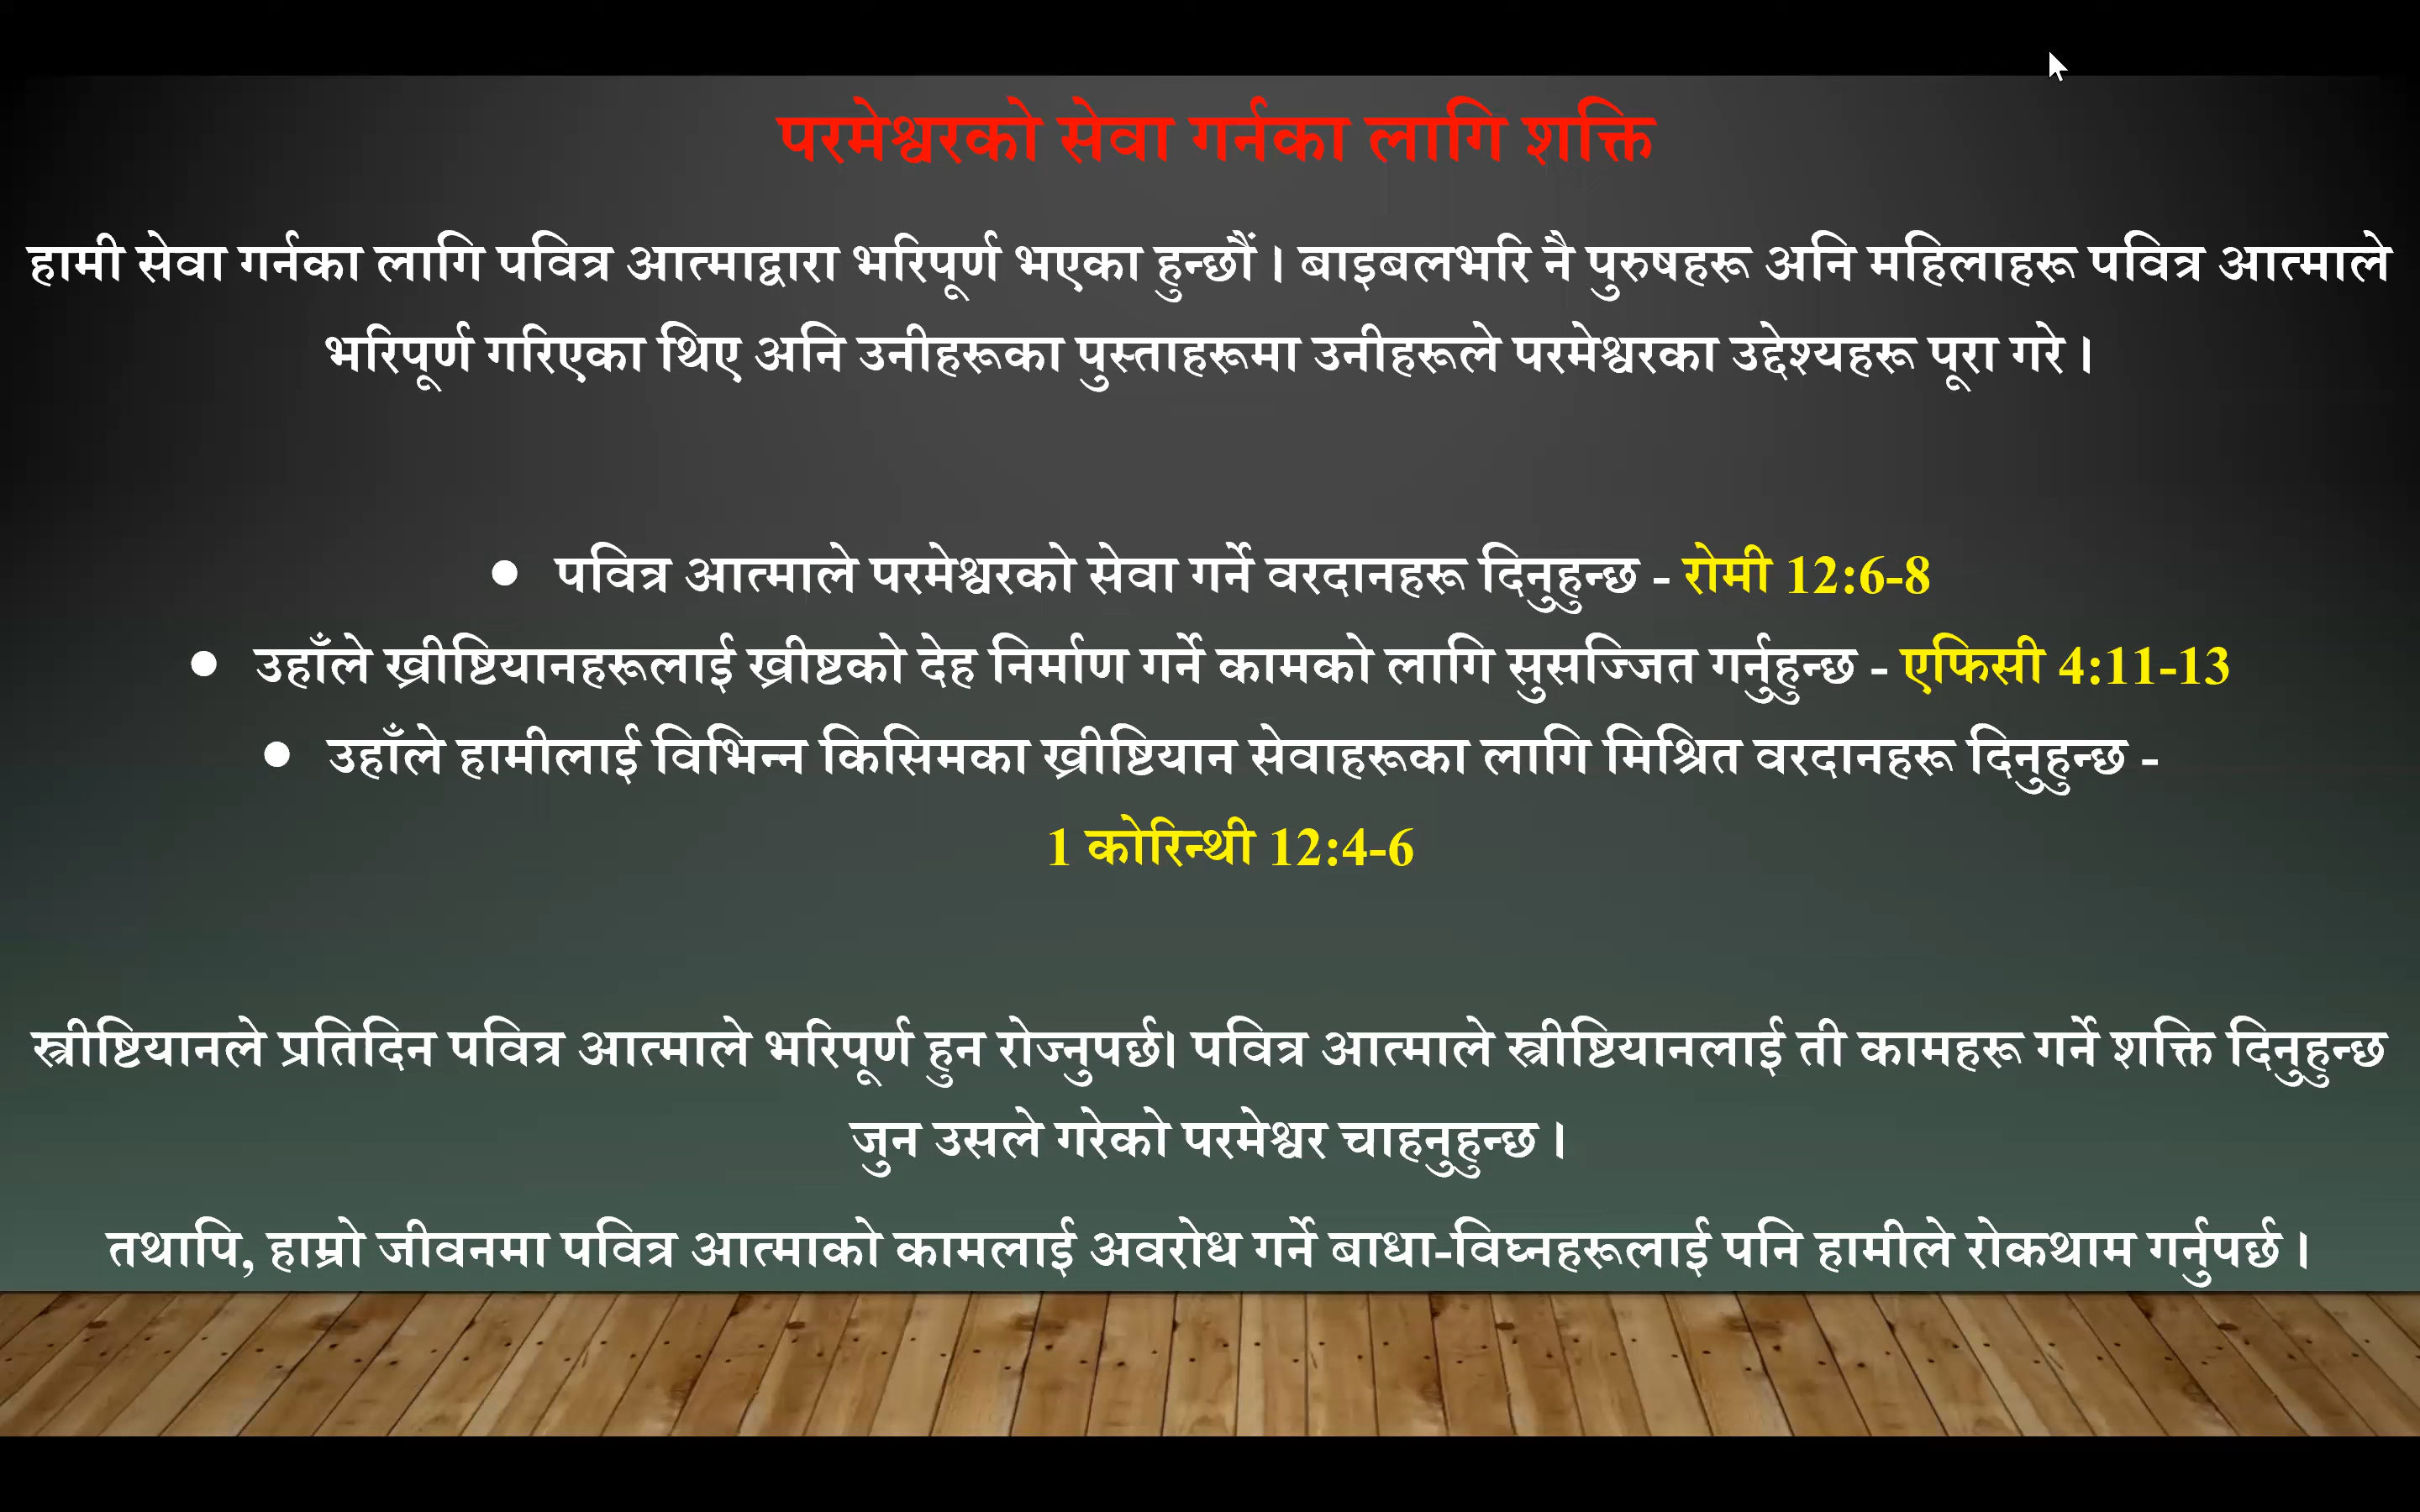 परमेश्वरको सेवा गर्नका लागि शक्ति
हामी सेवा गर्नका लागि पवित्र आत्माद्वारा भरिपूर्ण भएका हुन्छौं । बाइबलभरि नै पुरुषहरू अनि महिलाहरू पवित्र आत्माले
भरिपूर्ण गरिएका थिए अनि उनीहरूका पुस्ताहरूमा उनीहरूले परमेश्वरका उद्देश्यहरू पूरा गरे ।
● पवित्र आत्माले परमेश्वरको सेवा गर्ने वरदानहरू दिनुहुन्छ - रोमी 12:6-8
● उहाँले ख्रीष्टियानहरूलाई ख्रीष्टको देह निर्माण गर्ने कामको लागि सुसज्जित गर्नुहुन्छ - एफिसी 4:11-13
● उहाँले हामीलाई विभिन्न किसिमका ख्रीष्टियान सेवाहरूका लागि मिश्रित वरदानहरू दिनुहुन्छ -
1 कोरिन्थी 12:4-6
स्त्रीष्टियानले प्रतिदिन पवित्र आत्माले भरिपूर्ण हुन रोज्नुपर्छ। पवित्र आत्माले स्त्रीष्टियानलाई ती कामहरू गर्ने शक्ति दिनुहुन्छ
जुन उसले गरेको परमेश्वर चाहनुहुन्छ ।
तथापि, हाम्रो जीवनमा पवित्र आत्माको कामलाई अवरोध गर्ने बाधा-विघ्नहरूलाई पनि हामीले रोकथाम गर्नुपर्छ ।